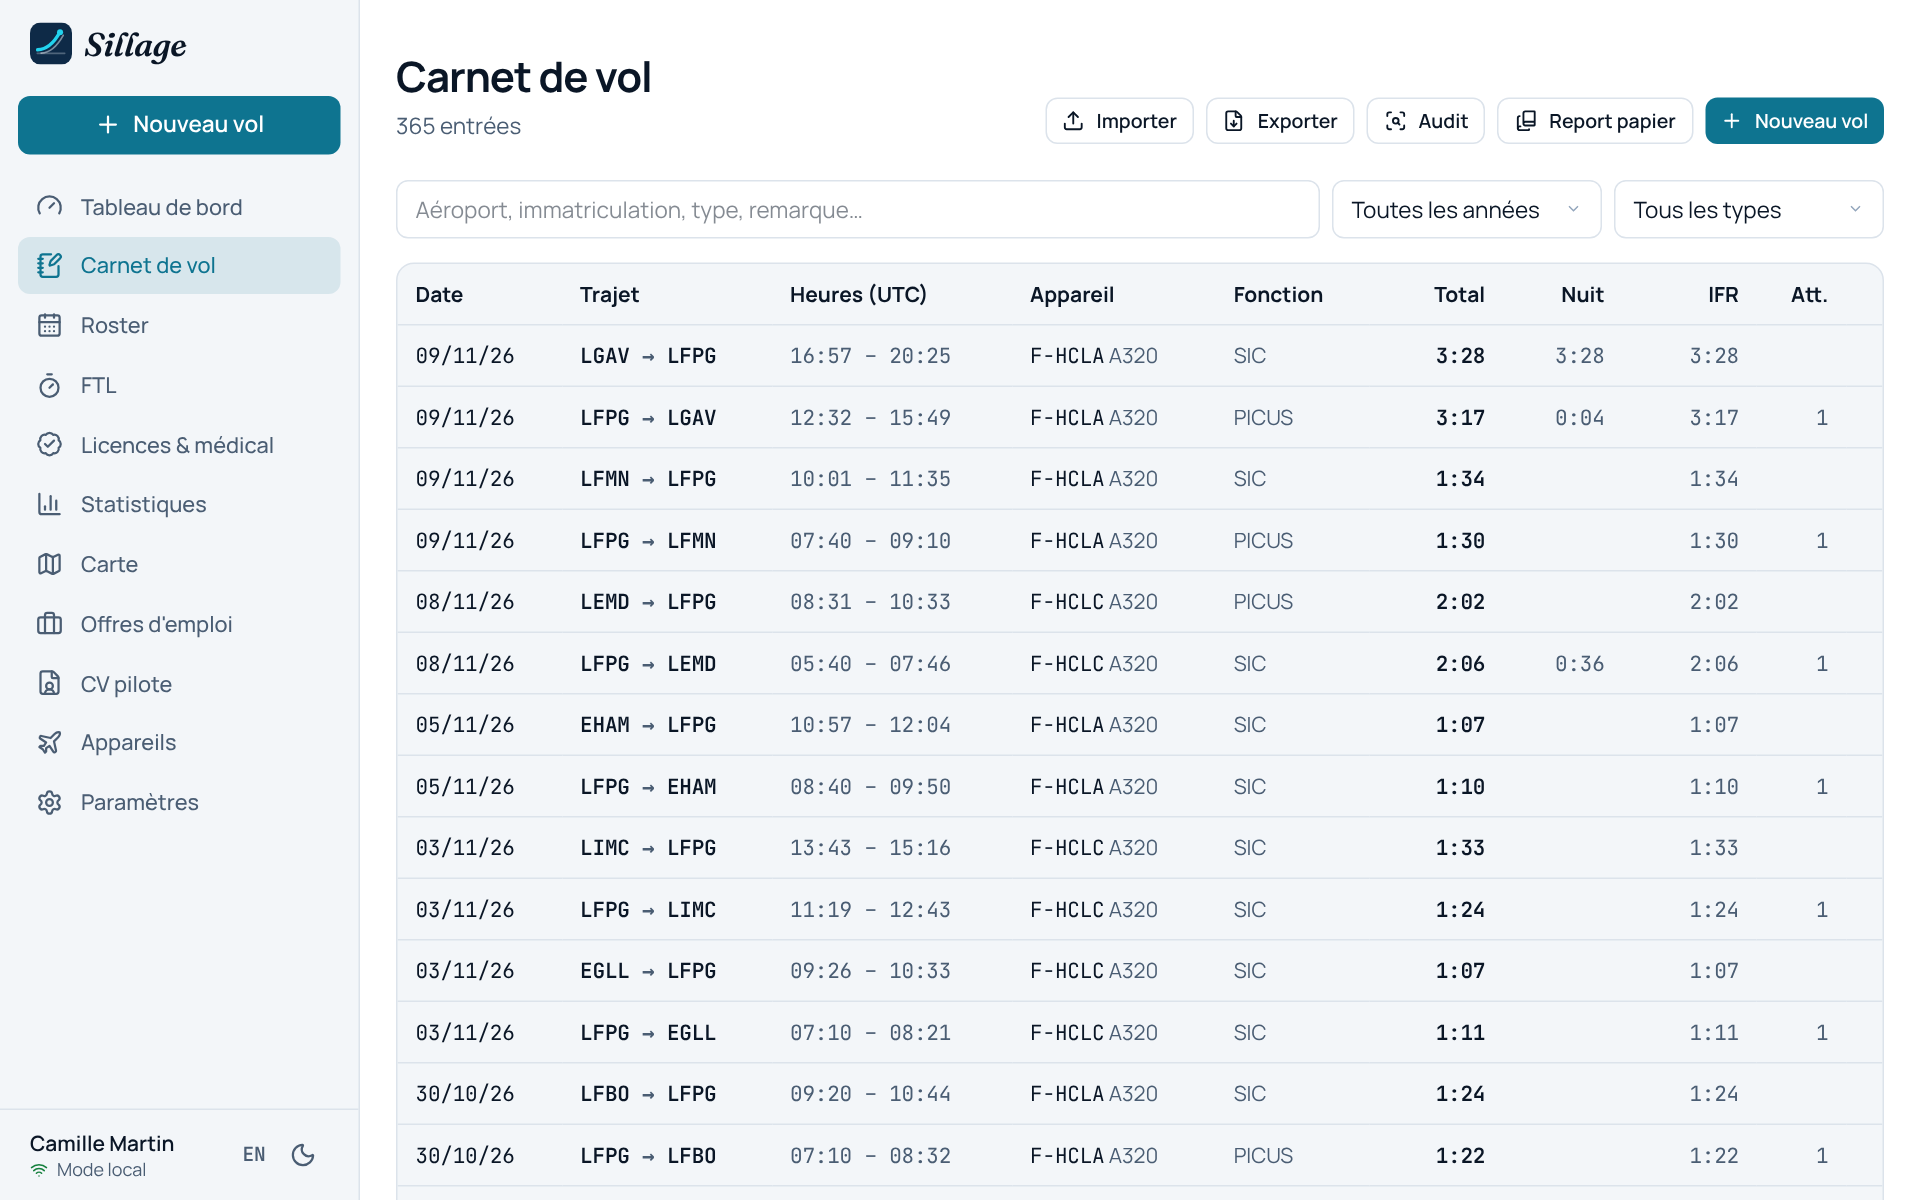 Sillage
Nouveau vol
Tableau de bord
Carnet de vol
Roster
FTL
Licences & médical
Statistiques
Carte
Offres d'emploi
CV pilote
Appareils
Paramètres
Camille Martin
Mode local
EN
Carnet de vol
365 entrées
Importer
Exporter
Audit
Report papier
Nouveau vol
Aéroport, immatriculation, type, remarque...
Toutes les années
Tous les types
Date Trajet Heures (UTC) Appareil Fonction Total Nuit IFR Att.
09/11/26 LGAV → LFPG 16:57 – 20:25 F-HCLA A320 SIC 3:28 3:28 3:28
09/11/26 LFPG → LGAV 12:32 – 15:49 F-HCLA A320 PICUS 3:17 0:04 3:17 1
09/11/26 LFMN → LFPG 10:01 – 11:35 F-HCLA A320 SIC 1:34 1:34
09/11/26 LFPG → LFMN 07:40 – 09:10 F-HCLA A320 PICUS 1:30 1:30 1
08/11/26 LEMD → LFPG 08:31 – 10:33 F-HCLC A320 PICUS 2:02 2:02
08/11/26 LFPG → LEMD 05:40 – 07:46 F-HCLC A320 SIC 2:06 0:36 2:06 1
05/11/26 EHAM → LFPG 10:57 – 12:04 F-HCLA A320 SIC 1:07 1:07
05/11/26 LFPG → EHAM 08:40 – 09:50 F-HCLA A320 SIC 1:10 1:10 1
03/11/26 LIMC → LFPG 13:43 – 15:16 F-HCLC A320 SIC 1:33 1:33
03/11/26 LFPG → LIMC 11:19 – 12:43 F-HCLC A320 SIC 1:24 1:24 1
03/11/26 EGLL → LFPG 09:26 – 10:33 F-HCLC A320 SIC 1:07 1:07
03/11/26 LFPG → EGLL 07:10 – 08:21 F-HCLC A320 SIC 1:11 1:11 1
30/10/26 LFBO → LFPG 09:20 – 10:44 F-HCLA A320 SIC 1:24 1:24
30/10/26 LFPG → LFBO 07:10 – 08:32 F-HCLA A320 PICUS 1:22 1:22 1